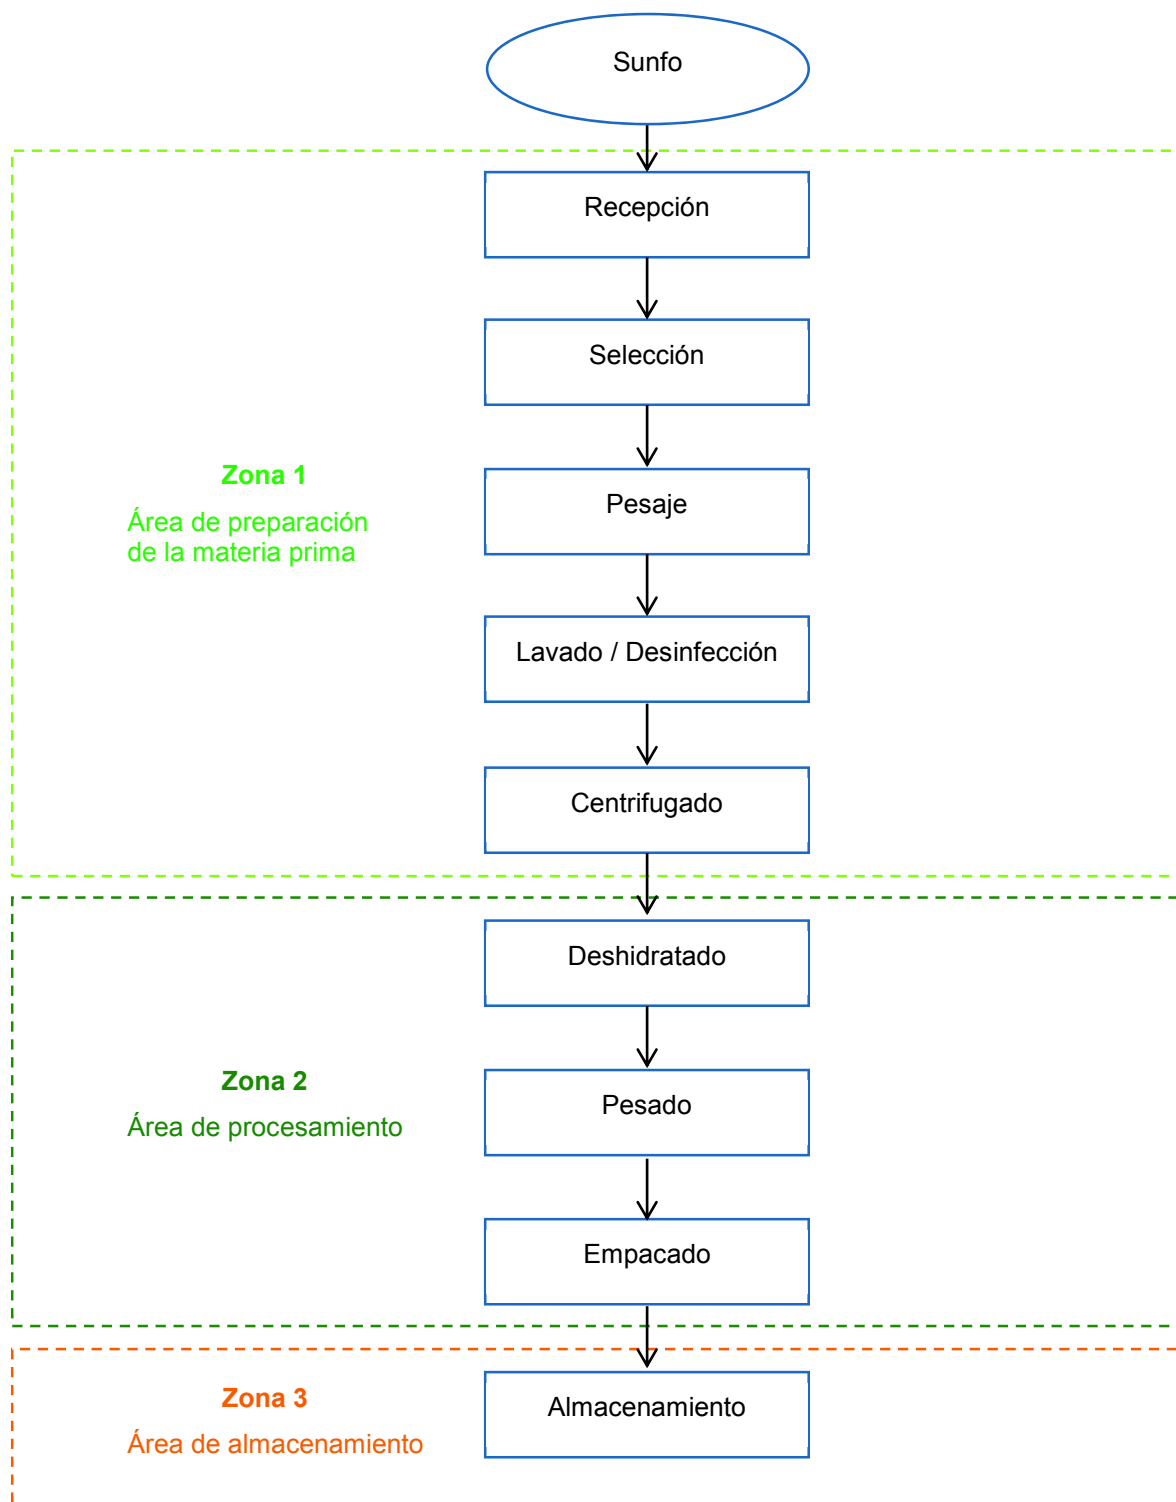 Sunfo
Recepción
Selección
Zona 1
Pesaje
Área de preparación
de la materia prima
Lavado / Desinfección
Centrifugado
Deshidratado
Zona 2
Pesado
Área de procesamiento
Empacado
Zona 3
Almacenamiento
Área de almacenamiento